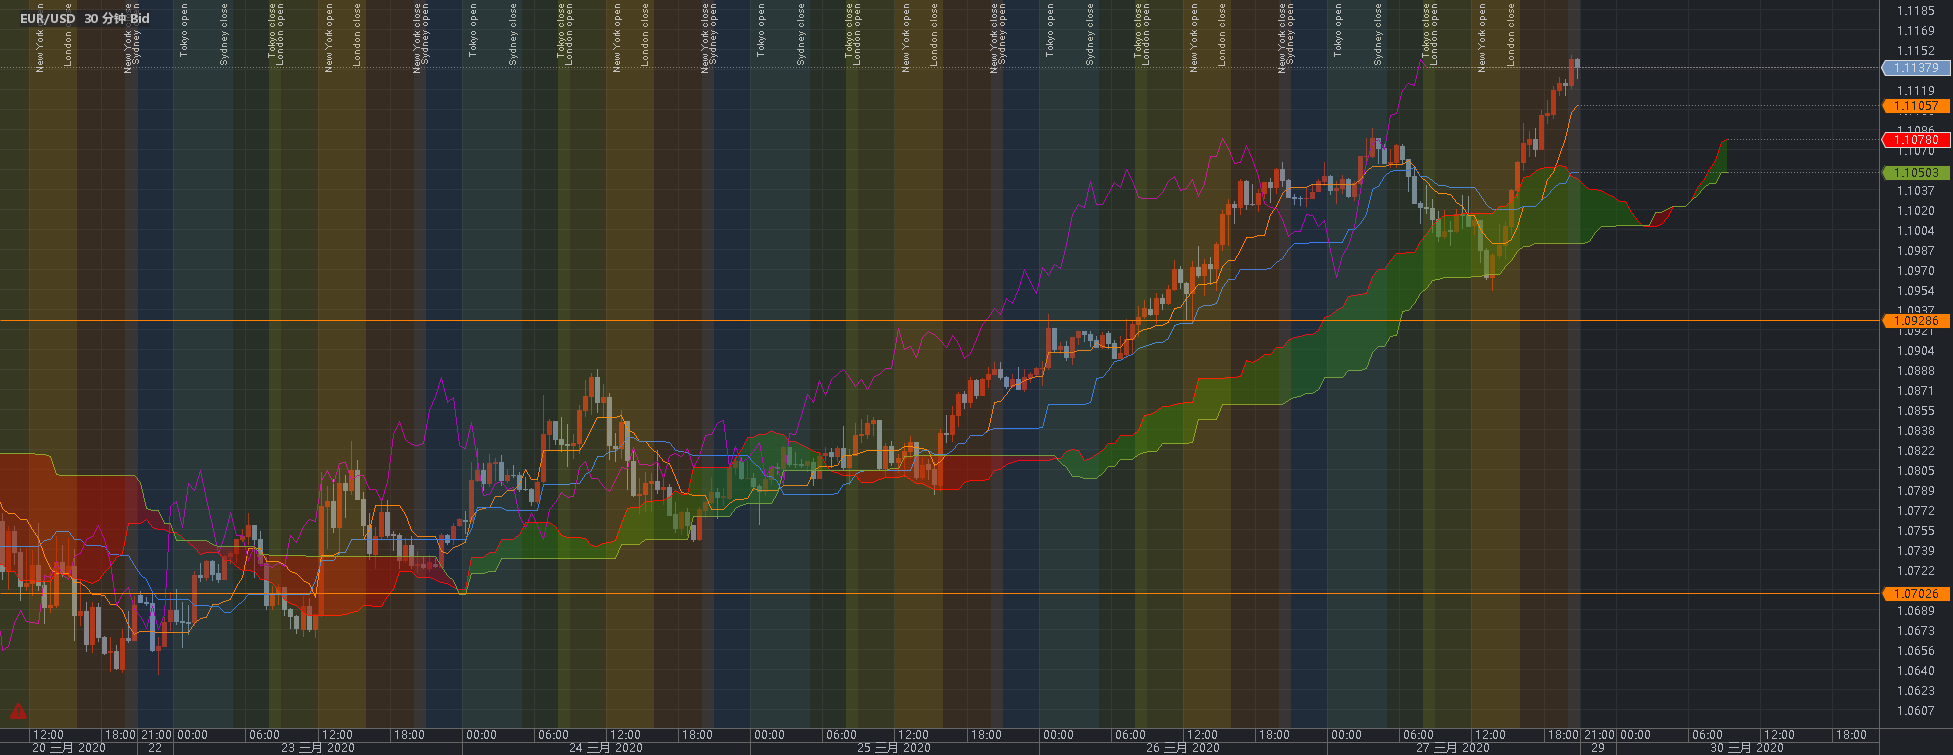 EUR/USD 30 分钟 Bid
New York open
London close
New York close
Sydney open
Tokyo open
Sydney close
Tokyo close
London open
New York open
London close
New York close
Sydney open
Tokyo open
Sydney close
Tokyo close
London open
New York open
London close
New York close
Sydney open
Tokyo open
Sydney close
Tokyo close
London open
New York open
London close
New York close
Sydney open
Tokyo open
Sydney close
Tokyo close
London open
New York open
London close
New York close
Sydney open
Tokyo open
Sydney close
Tokyo close
London open
New York open
London close
1.1185
1.1169
1.1152
1.11379
1.1119
1.11057
1.1086
1.10780
1.1070
1.10503
1.1037
1.1020
1.1004
1.0987
1.0970
1.0954
1.0937
1.09286
1.0921
1.0904
1.0888
1.0871
1.0855
1.0838
1.0822
1.0805
1.0789
1.0772
1.0755
1.0739
1.0722
1.07026
1.0689
1.0673
1.0656
1.0640
1.0623
1.0607
12:00 18:00 21:00 00:00 06:00 12:00 18:00 00:00 06:00 12:00 18:00 00:00 06:00 12:00 18:00 00:00 06:00 12:00 18:00 00:00 06:00 12:00 18:00 21:00 00:00 06:00 12:00 18:00
20 三月 2020 22 23 三月 2020 24 三月 2020 25 三月 2020 26 三月 2020 27 三月 2020 29 30 三月 2020